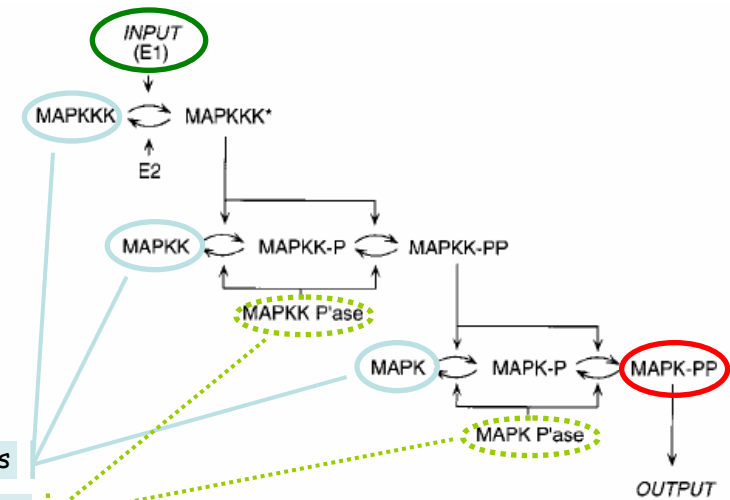 INPUT
(E1)
MAPKKK
MAPKKK*
E2
MAPKK
MAPKK-P
MAPKK-PP
MAPKK P'ase
MAPK
MAPK-P
MAPK-PP
MAPK P'ase
s
OUTPUT